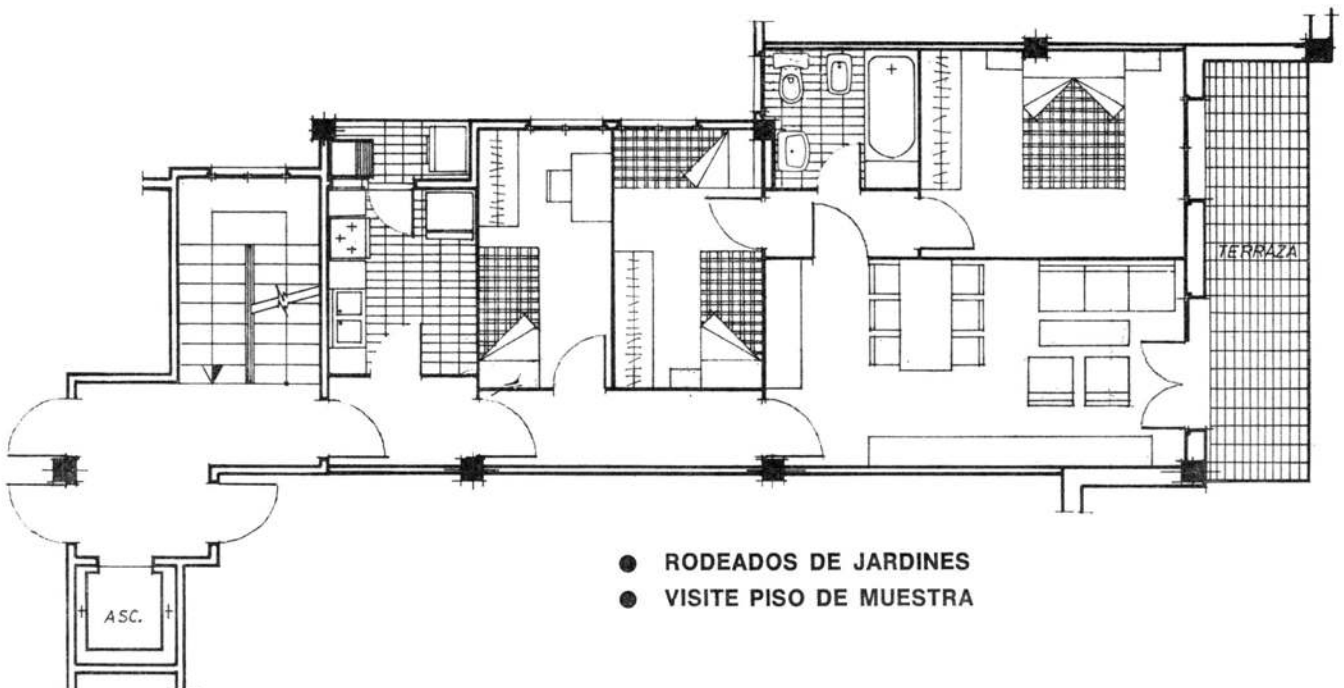 TERRAZA
● RODEADOS DE JARDINES
● VISITE PISO DE MUESTRA
ASC.